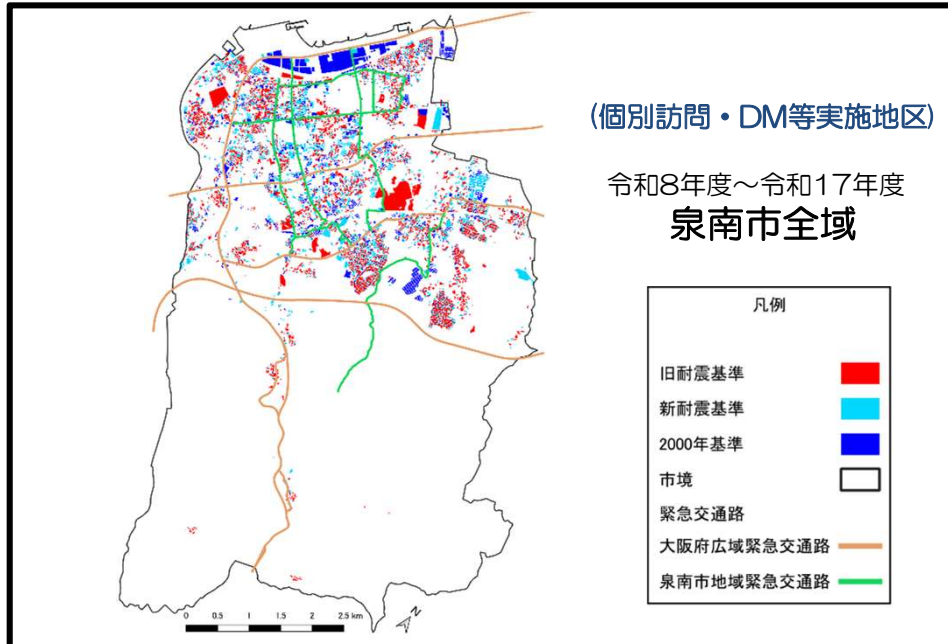 (個別訪問・DM等実施地区)
令和8年度～令和17年度
泉南市全域
凡例
旧耐震基準
新耐震基準
2000年基準
市境
緊急交通路
大阪府広域緊急交通路
泉南市地域緊急交通路
0 0.5 1 1.5 2 2.5 km
N